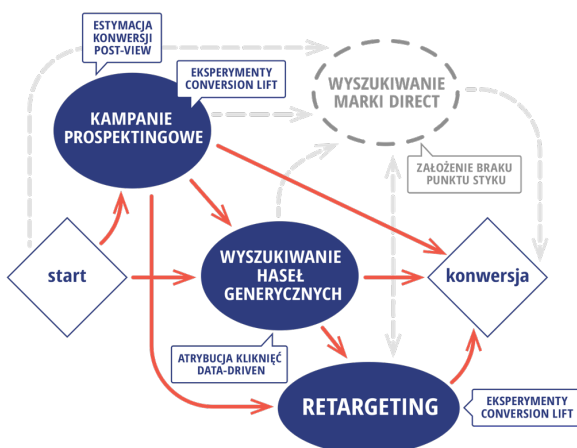 ESTYMACJA
KONWERSJI
POST-VIEW
EKSPERYMENTY
CONVERSION LIFT
KAMPANIE
PROSPEKTINGOWE
WYSZUKIWANIE
MARKI DIRECT
ZAŁOŻENIE BRAKU
PUNKTU STYKU
start
WYSZUKIWANIE
HASEŁ
GENERYCZNYCH
konwersja
ATRYBUCJA KLIKNIĘĆ
DATA-DRIVEN
RETARGETING
EKSPERYMENTY
CONVERSION LIFT